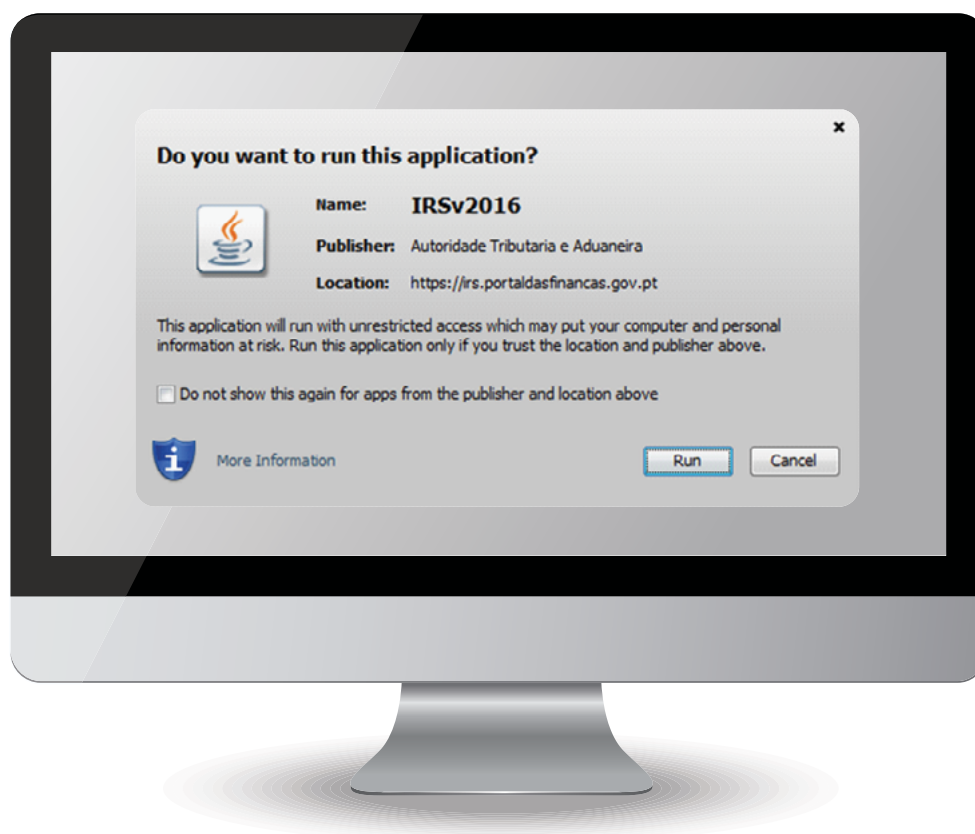 Do you want to run this application?
Name: IRSv2016
Publisher: Autoridade Tributaria e Aduaneira
Location: https://irs.portaldasfinancas.gov.pt
This application will run with unrestricted access which may put your computer and personal
information at risk. Run this application only if you trust the location and publisher above.
Do not show this again for apps from the publisher and location above
More Information
Run Cancel